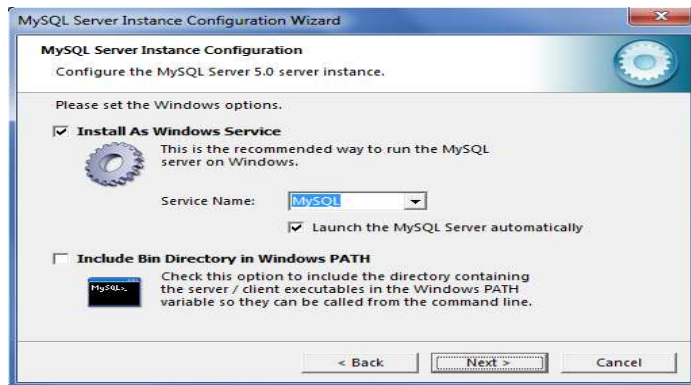 MySQL Server Instance Configuration Wizard
MySQL Server Instance Configuration
Configure the MySQL Server 5.0 server instance.
Please set the Windows options.
Install As Windows Service
This is the recommended way to run the MySQL
server on Windows.
Service Name: MySQL
Launch the MySQL Server automatically
Include Bin Directory in Windows PATH
Check this option to include the directory containing
the server / client executables in the Windows PATH
variable so they can be called from the command line.
MySQL>_
< Back Next > Cancel